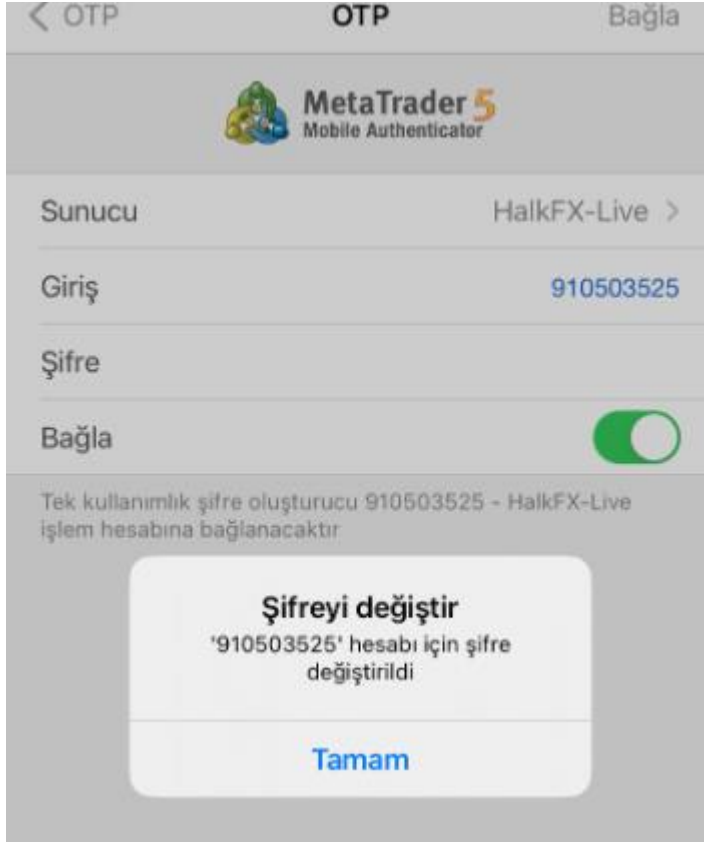 OTP OTP Bağla
MetaTrader 5
Mobile Authenticator
Sunucu HalkFX-Live
Giriş 910503525
Şifre
Bağla
Tek kullanımlık şifre oluşturucu 910503525 - HalkFX-Live
işlem hesabına bağlanacaktır
Şifreyi değiştir
'910503525' hesabı için şifre
değiştirildi
Tamam